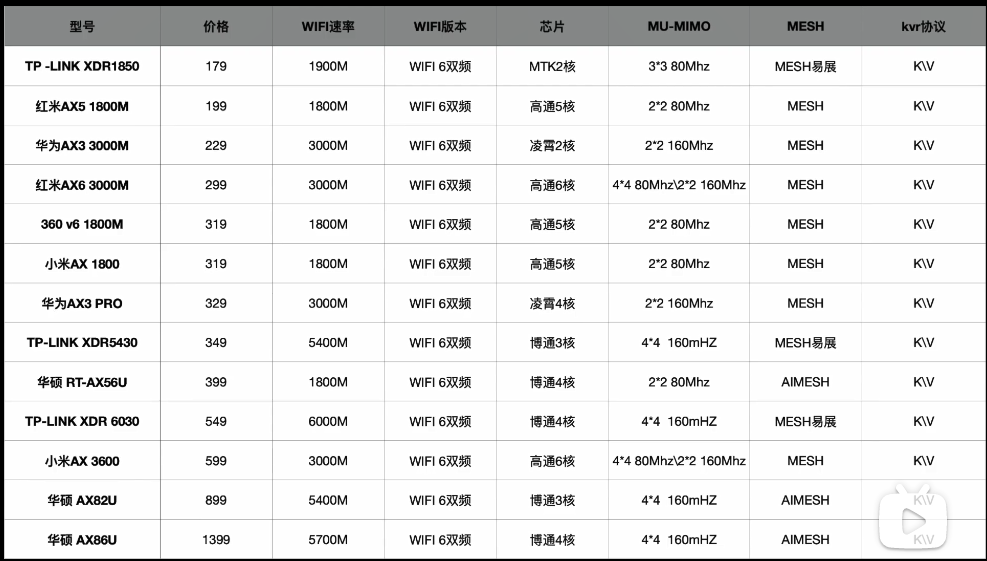 型号 价格 WIFI速率 WIFI版本 芯片 MU-MIMO MESH kvr协议
TP -LINK XDR1850 179 1900M WIFI 6双频 MTK2核 3*3 80Mhz MESH易展 K\V
红米AX5 1800M 199 1800M WIFI 6双频 高通5核 2*2 80Mhz MESH K\V
华为AX3 3000M 229 3000M WIFI 6双频 凌霄2核 2*2 160Mhz MESH K\V
红米AX6 3000M 299 3000M WIFI 6双频 高通6核 4*4 80Mhz\2*2 160Mhz MESH K\V
360 v6 1800M 319 1800M WIFI 6双频 高通5核 2*2 80Mhz MESH K\V
小米AX 1800 319 1800M WIFI 6双频 高通5核 2*2 80Mhz MESH K\V
华为AX3 PRO 329 3000M WIFI 6双频 凌霄4核 2*2 160Mhz MESH K\V
TP-LINK XDR5430 349 5400M WIFI 6双频 博通3核 4*4 160mHZ MESH易展 K\V
华硕 RT-AX56U 399 1800M WIFI 6双频 博通4核 2*2 80Mhz AIMESH K\V
TP-LINK XDR 6030 549 6000M WIFI 6双频 博通4核 4*4 160mHZ MESH易展 K\V
小米AX 3600 599 3000M WIFI 6双频 高通6核 4*4 80Mhz\2*2 160Mhz MESH K\V
华硕 AX82U 899 5400M WIFI 6双频 博通3核 4*4 160mHZ AIMESH K\V
华硕 AX86U 1399 5700M WIFI 6双频 博通4核 4*4 160mHZ AIMESH K\V